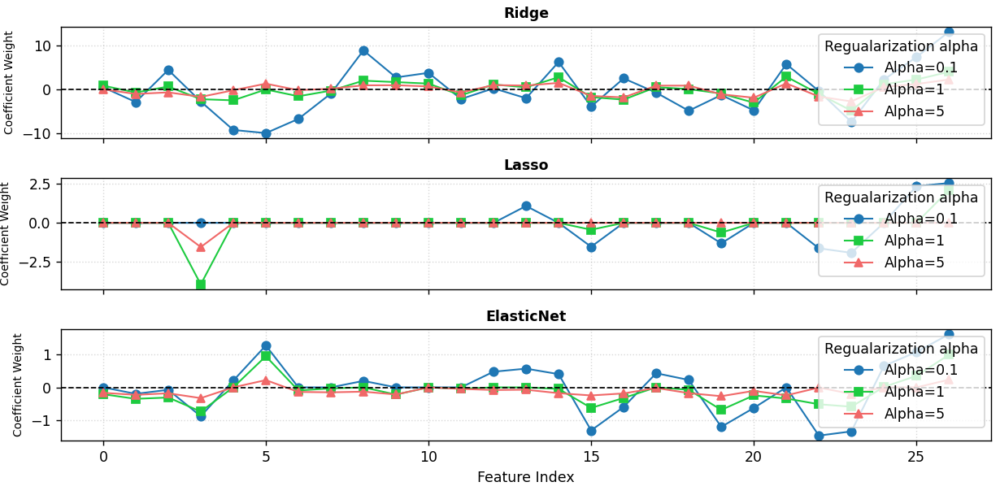 Ridge
Coefficient Weight
10
0
−10
Regualarization alpha
Alpha=0.1
Alpha=1
Alpha=5
Lasso
Coefficient Weight
2.5
0.0
−2.5
Regualarization alpha
Alpha=0.1
Alpha=1
Alpha=5
ElasticNet
Coefficient Weight
1
0
−1
Regualarization alpha
Alpha=0.1
Alpha=1
Alpha=5
0 5 10 15 20 25
Feature Index